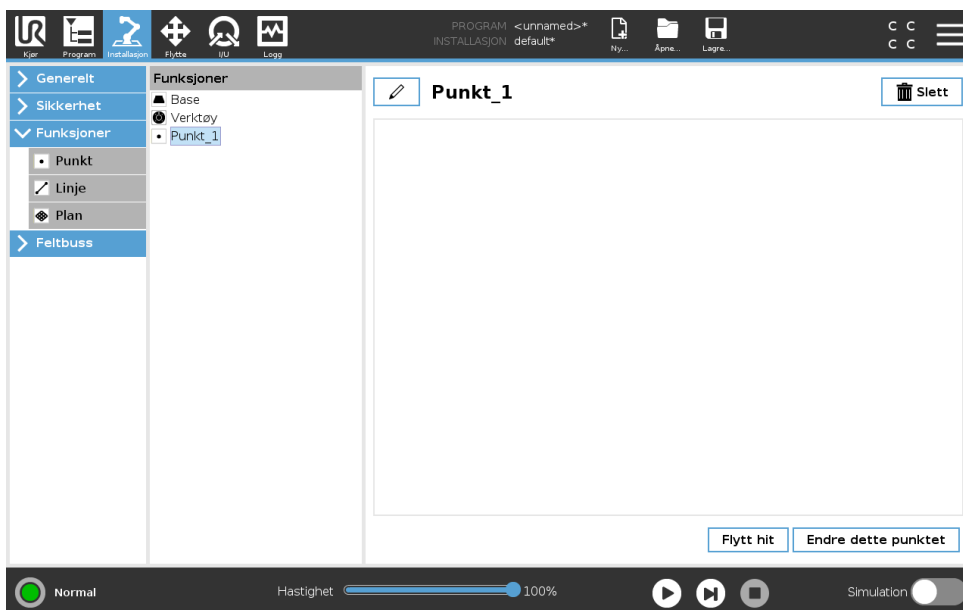 PROGRAM <unnamed>*
INSTALLASJON default*
UR
Kjør Program Installasjon Flytte I/U Logg
Ny... Åpne... Lagre...
C C
C C
Generelt
Sikkerhet
Funksjoner
Punkt
Linje
Plan
Feltbuss
Funksjoner
Base
Verktøy
Punkt_1
Punkt_1
Slett
Flytt hit
Endre dette punktet
Normal
Hastighet 100%
Simulation